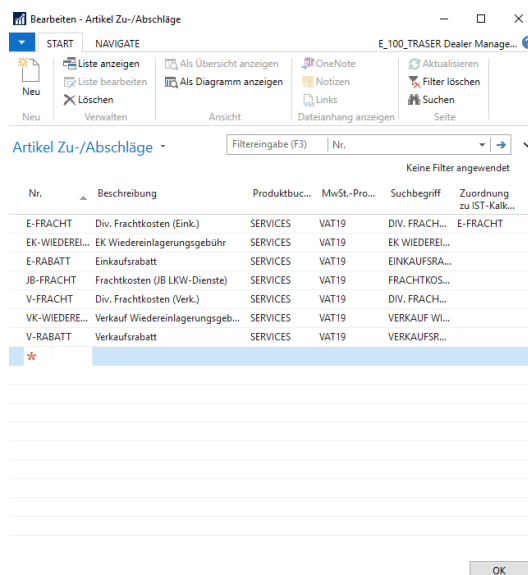 Bearbeiten - Artikel Zu-/Abschläge
START NAVIGATE E_100_TRASER Dealer Manage...
Neu
Liste anzeigen
Liste bearbeiten
Löschen
Als Übersicht anzeigen
Als Diagramm anzeigen
OneNote
Notizen
Links
Aktualisieren
Filter löschen
Suchen
Neu Verwalten Ansicht Dateianhang anzeigen Seite
Artikel Zu-/Abschläge Filtereingabe (F3) Nr.
Keine Filter angewendet
Nr. Beschreibung Produktbuc... MwSt.-Pro... Suchbegriff Zuordnung
zu IST-Kalk...
E-FRACHT Div. Frachtkosten (Eink.) SERVICES VAT19 DIV. FRACH... E-FRACHT
EK-WIEDEREI... EK Wiedereinlagerungsgebühr SERVICES VAT19 EK WIEDEREI...
E-RABATT Einkaufsrabatt SERVICES VAT19 EINKAUFSRA...
JB-FRACHT Frachtkosten (JB LKW-Dienste) SERVICES VAT19 FRACHTKOS...
V-FRACHT Div. Frachtkosten (Verk.) SERVICES VAT19 DIV. FRACH...
VK-WIEDERE... Verkauf Wiedereinlagerungsgeb... SERVICES VAT19 VERKAUF WI...
V-RABATT Verkaufsrabatt SERVICES VAT19 VERKAUFSR...
OK